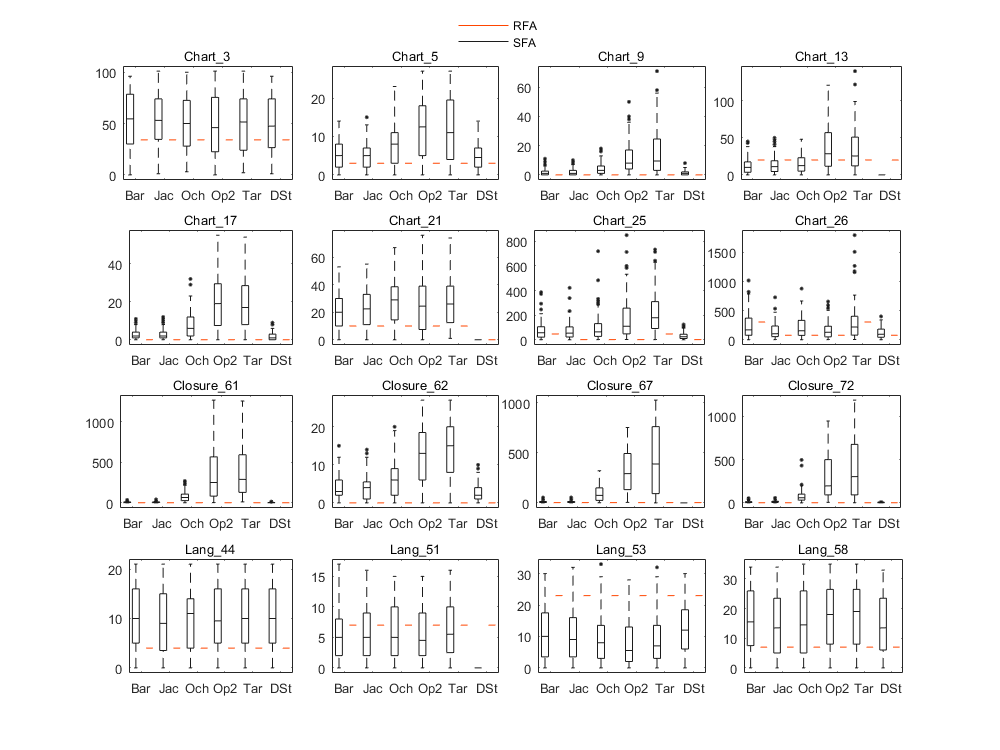 RFA
SFA
Chart_3 Chart_5 Chart_9 Chart_13
100 50 0
20 10 0
60 40 20 0
100 50 0
Bar Jac Och Op2 Tar DSt Bar Jac Och Op2 Tar DSt Bar Jac Och Op2 Tar DSt Bar Jac Och Op2 Tar DSt
Chart_17 Chart_21 Chart_25 Chart_26
40 20 0
60 40 20 0
800 600 400 200 0
1500 1000 500 0
Bar Jac Och Op2 Tar DSt Bar Jac Och Op2 Tar DSt Bar Jac Och Op2 Tar DSt Bar Jac Och Op2 Tar DSt
Closure_61 Closure_62 Closure_67 Closure_72
1000 500 0
20 10 0
1000 500 0
1000 500 0
Bar Jac Och Op2 Tar DSt Bar Jac Och Op2 Tar DSt Bar Jac Och Op2 Tar DSt Bar Jac Och Op2 Tar DSt
Lang_44 Lang_51 Lang_53 Lang_58
20 10 0
15 10 5 0
30 20 10 0
30 20 10 0
Bar Jac Och Op2 Tar DSt Bar Jac Och Op2 Tar DSt Bar Jac Och Op2 Tar DSt Bar Jac Och Op2 Tar DSt